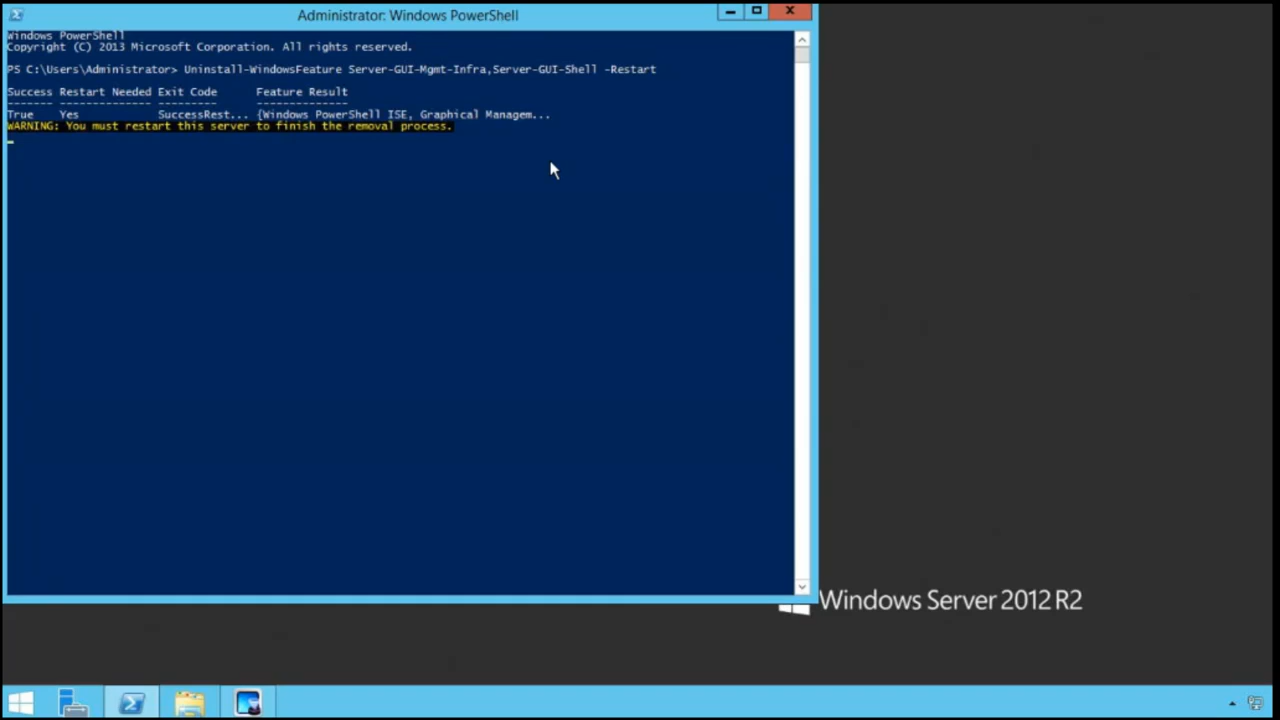 Administrator: Windows PowerShell
Windows PowerShell
Copyright (C) 2013 Microsoft Corporation. All rights reserved.
PS C:\Users\Administrator> Uninstall-WindowsFeature Server-GUI-Mgmt-Infra,Server-GUI-Shell -Restart
Success Restart Needed Exit Code      Feature Result
------- -------------- ---------      --------------
True    Yes            SuccessRest... {Windows PowerShell ISE, Graphical Managem...
WARNING: You must restart this server to finish the removal process.
Windows Server 2012 R2